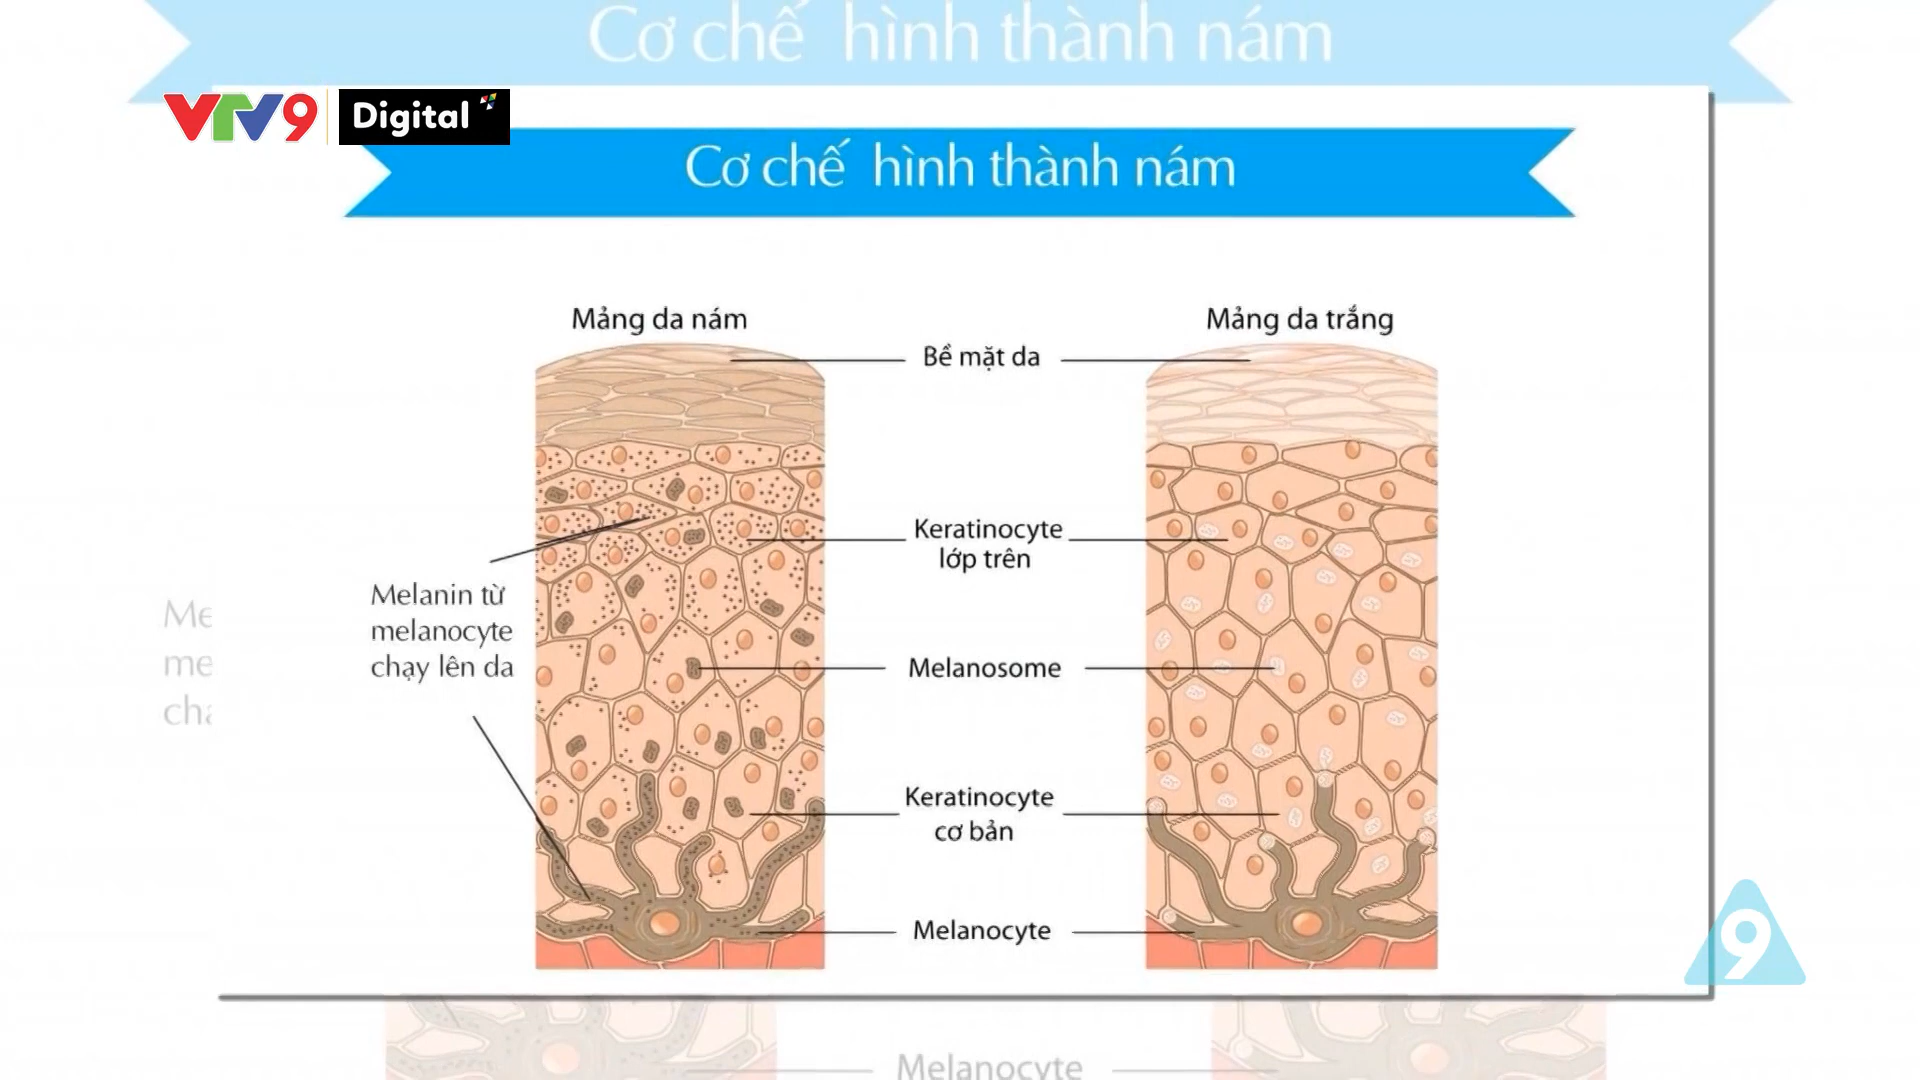 Cơ chế hình thành nám
VTV9 Digital
Cơ chế hình thành nám
Mảng da nám
Mảng da trắng
Bề mặt da
Keratinocyte
lớp trên
Melanin từ
melanocyte
chạy lên da
Melanosome
Keratinocyte
cơ bản
Melanocyte
9
Melanocyte